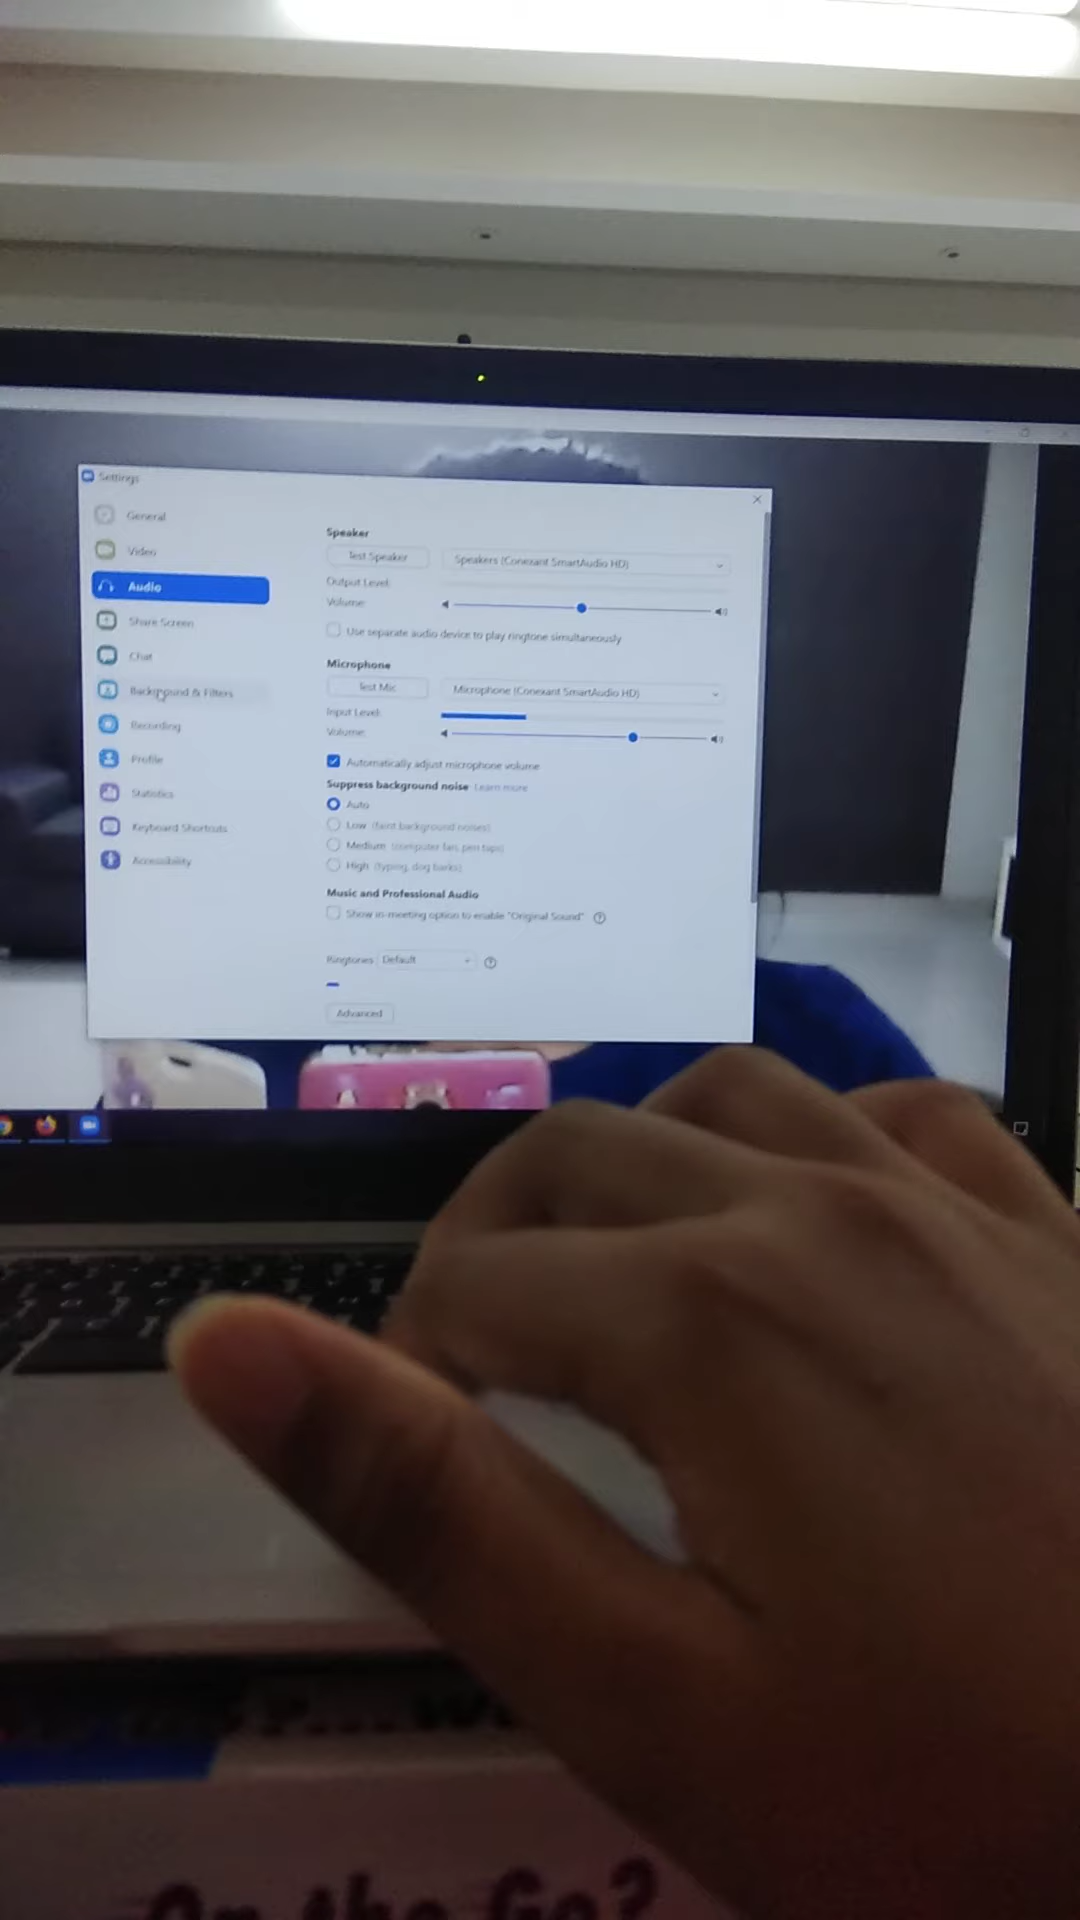 Settings
General
Video
Audio
Share Screen
Chat
Background & Filters
Recording
Profile
Statistics
Keyboard Shortcuts
Accessibility
Speaker
Test Speaker
Speakers (Conexant SmartAudio HD)
Output Level:
Volume:
Use separate audio device to play ringtone simultaneously
Microphone
Test Mic
Microphone (Conexant SmartAudio HD)
Input Level:
Volume:
Automatically adjust microphone volume
Suppress background noise Learn more
Auto
Low (faint background noises)
Medium (computer fan, pen taps)
High (typing, dog barks)
Music and Professional Audio
Show in-meeting option to enable "Original Sound"
Ringtones Default
Advanced
On the Go?